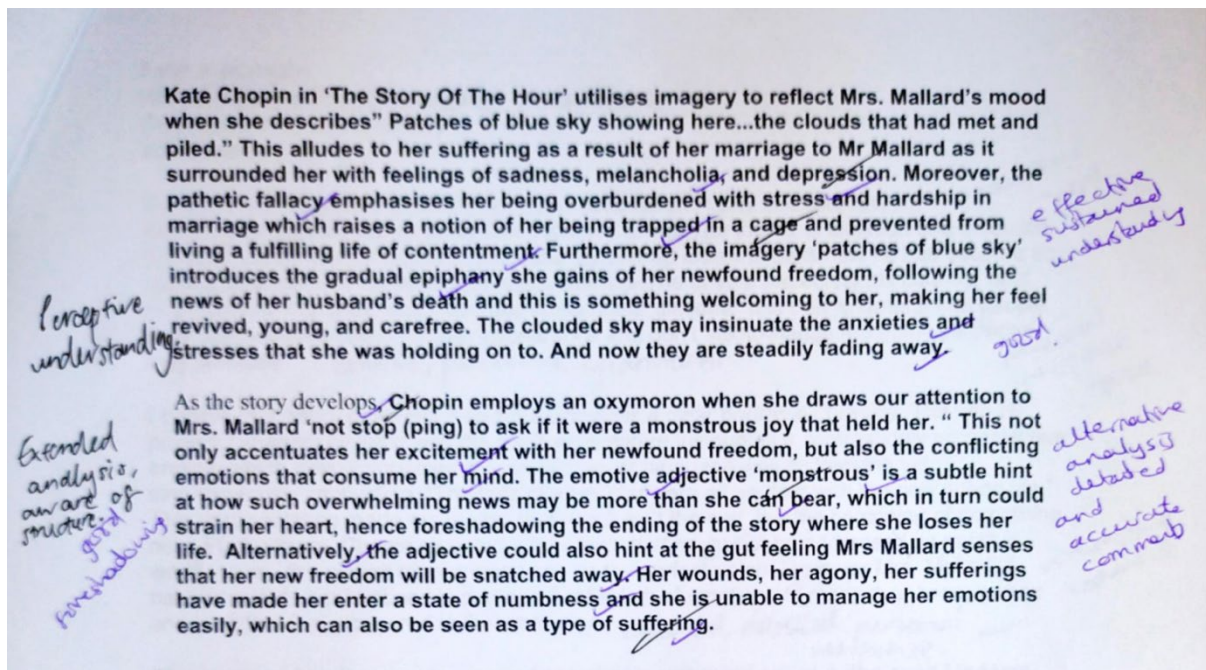 Kate Chopin in ‘The Story Of The Hour’ utilises imagery to reflect Mrs. Mallard’s mood
when she describes” Patches of blue sky showing here...the clouds that had met and
piled.” This alludes to her suffering as a result of her marriage to Mr Mallard as it
surrounded her with feelings of sadness, melancholia, and depression. Moreover, the
pathetic fallacy emphasises her being overburdened with stress and hardship in
marriage which raises a notion of her being trapped in a cage and prevented from
living a fulfilling life of contentment. Furthermore, the imagery ‘patches of blue sky’
introduces the gradual epiphany she gains of her newfound freedom, following the
news of her husband’s death and this is something welcoming to her, making her feel
revived, young, and carefree. The clouded sky may insinuate the anxieties and
stresses that she was holding on to. And now they are steadily fading away.
effective
sustained
understudy
Perceptive
understanding
good.
As the story develops, Chopin employs an oxymoron when she draws our attention to
Mrs. Mallard ‘not stop (ping) to ask if it were a monstrous joy that held her. “ This not
only accentuates her excitement with her newfound freedom, but also the conflicting
emotions that consume her mind. The emotive adjective ‘monstrous’ is a subtle hint
at how such overwhelming news may be more than she can bear, which in turn could
strain her heart, hence foreshadowing the ending of the story where she loses her
life.  Alternatively, the adjective could also hint at the gut feeling Mrs Mallard senses
that her new freedom will be snatched away. Her wounds, her agony, her sufferings
have made her enter a state of numbness and she is unable to manage her emotions
easily, which can also be seen as a type of suffering.
Extended
analysis,
aware of
structure.
good
foreshadowing
alternative
analysis
detailed
and
accurate
comments